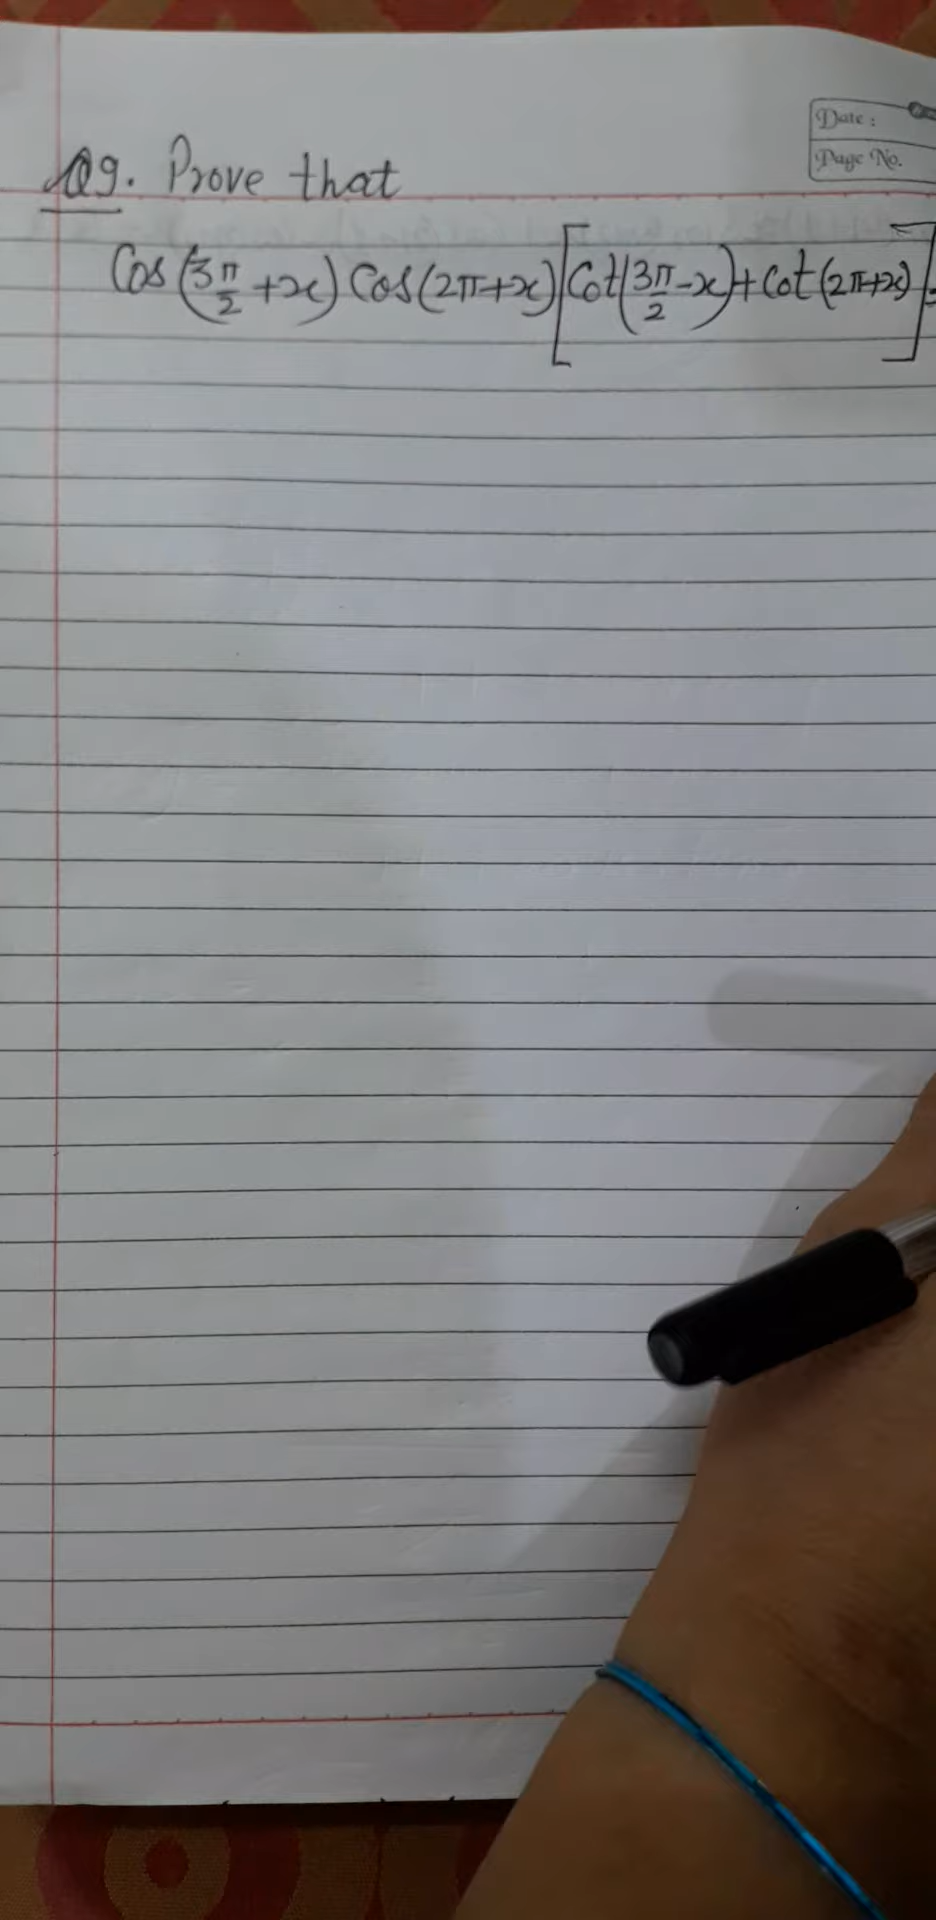 Date :
Page No.
Q9. Prove that
Cos(3π/2 +x) Cos(2π+x)[Cot(3π/2 -x)+Cot(2π+x)]=